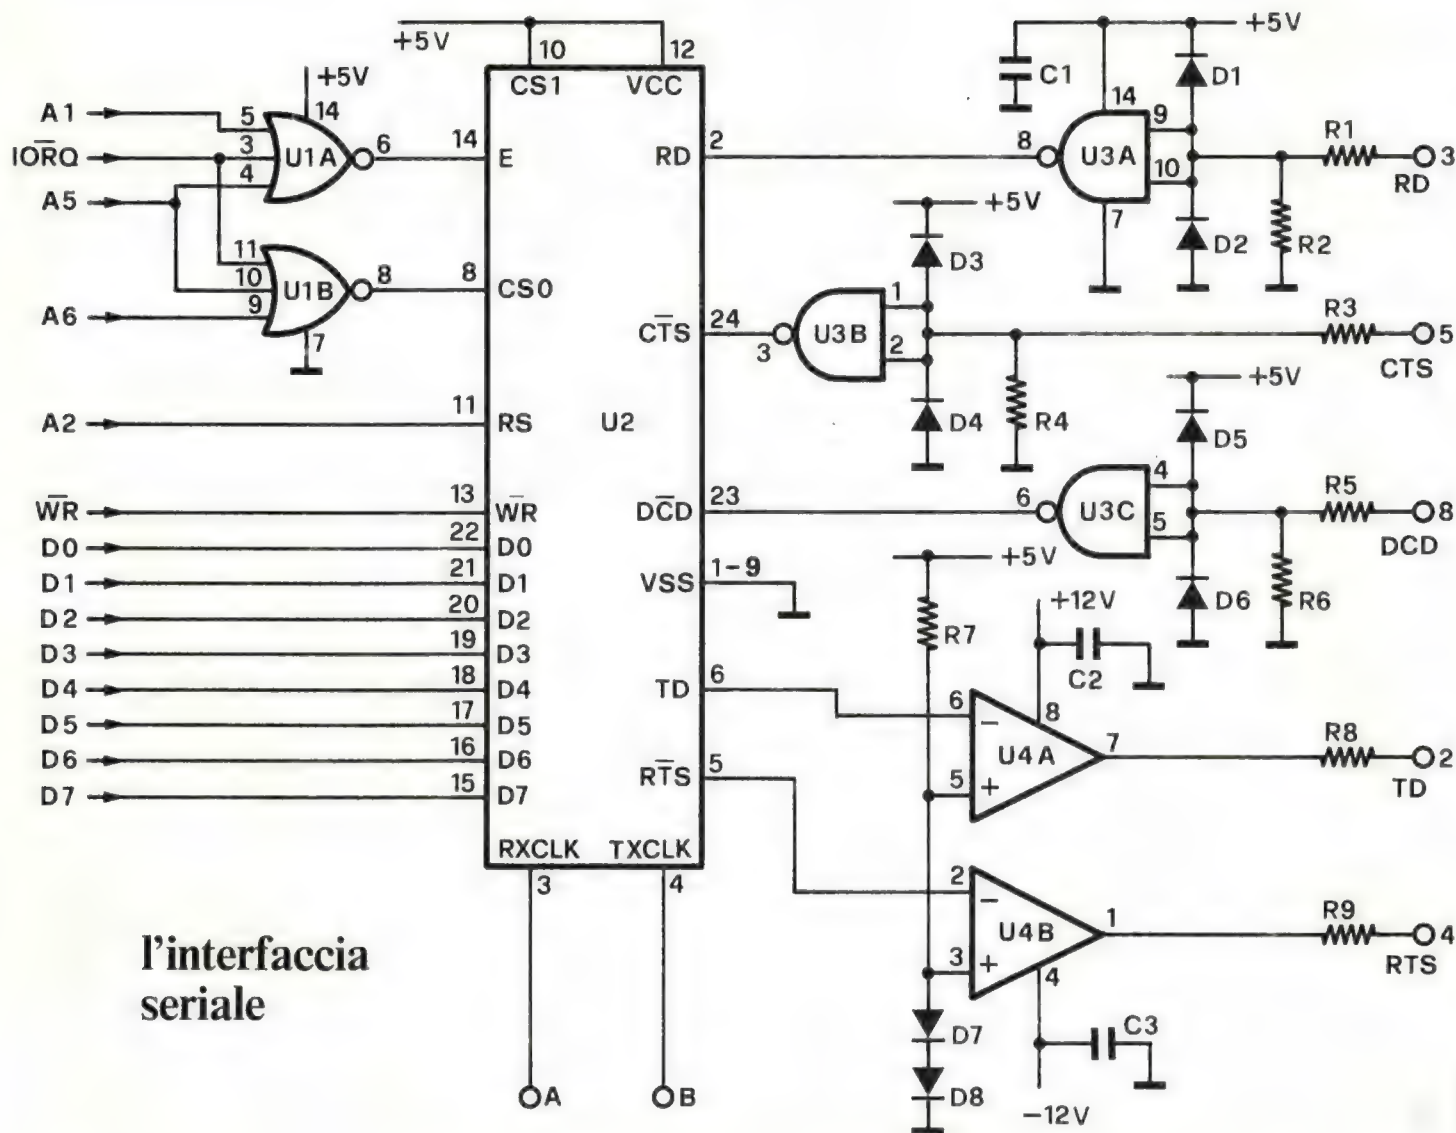 +5V
10
12
CS1
VCC
+5V
14
A1
5
IORQ
3
4
U1A
6
14
E
A5
11
10
9
U1B
8
8
CS0
A6
7
A2
11
RS
U2
WR
13
WR
D0
22
D0
D1
21
D1
D2
20
D2
D3
19
D3
D4
18
D4
D5
17
D5
D6
16
D6
D7
15
D7
RXCLK
TXCLK
3
4
A
B
+5V
C1
D1
14
9
RD
2
8
U3A
10
R1
3
RD
7
D2
R2
+5V
D3
1
CTS
24
3
U3B
2
R3
5
CTS
D4
R4
+5V
D5
4
DCD
23
6
U3C
5
R5
8
DCD
D6
R6
VSS
1-9
+5V
R7
+12V
C2
TD
6
6
−
8
U4A
7
5
+
R8
2
TD
RTS
5
2
−
U4B
1
3
+
4
R9
4
RTS
D7
C3
D8
−12V
l'interfaccia
seriale